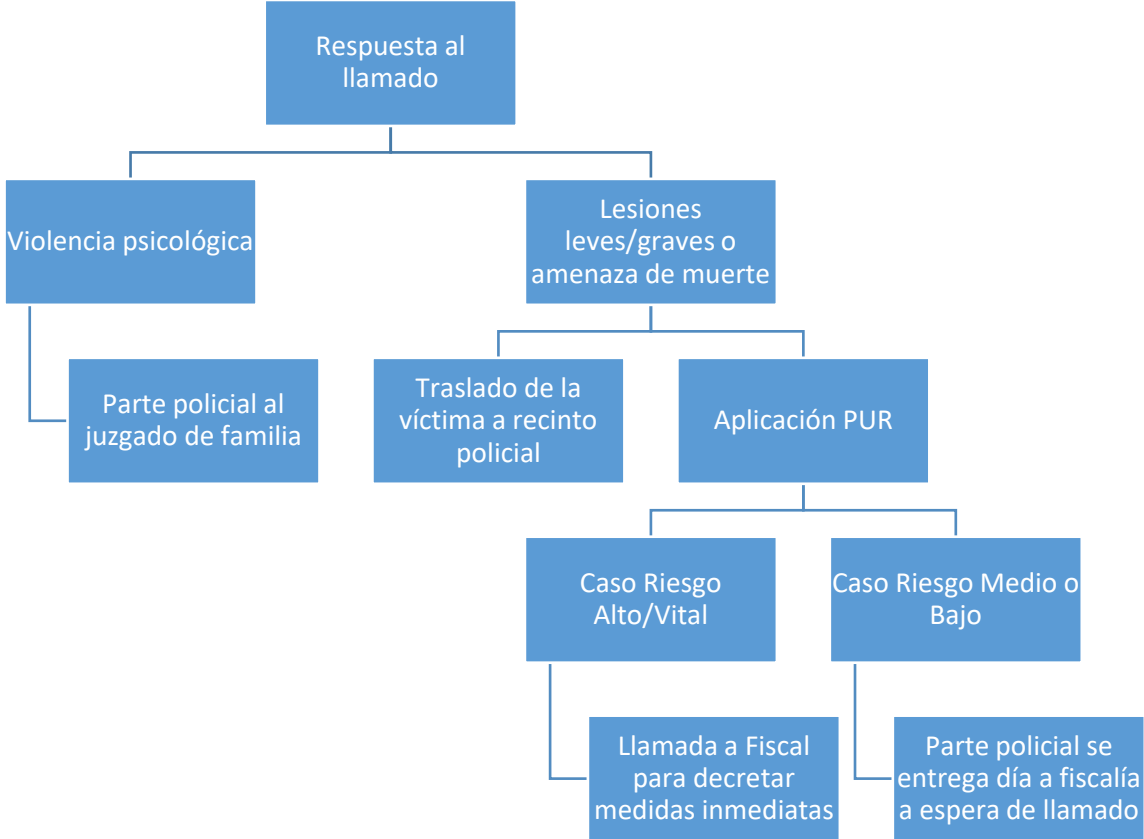 Respuesta al
llamado
Violencia psicológica
Lesiones
leves/graves o
amenaza de muerte
Parte policial al
juzgado de familia
Traslado de la
víctima a recinto
policial
Aplicación PUR
Caso Riesgo
Alto/Vital
Caso Riesgo Medio o
Bajo
Llamada a Fiscal
para decretar
medidas inmediatas
Parte policial se
entrega día a fiscalía
a espera de llamado